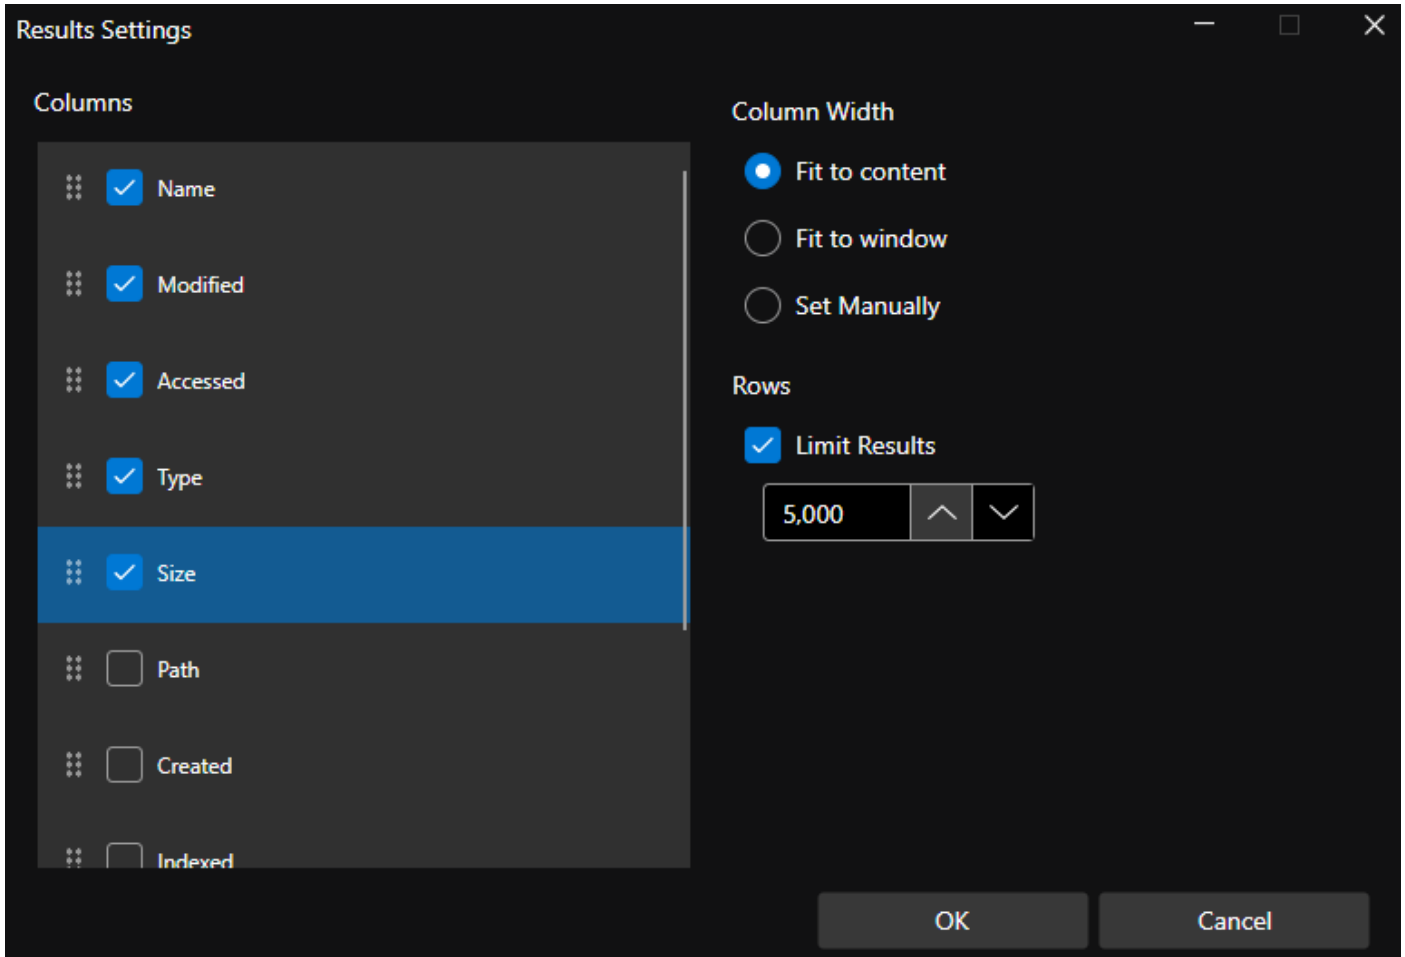 Results Settings
Columns
Name
Modified
Accessed
Type
Size
Path
Created
Indexed
Column Width
Fit to content
Fit to window
Set Manually
Rows
Limit Results
5,000
OK
Cancel